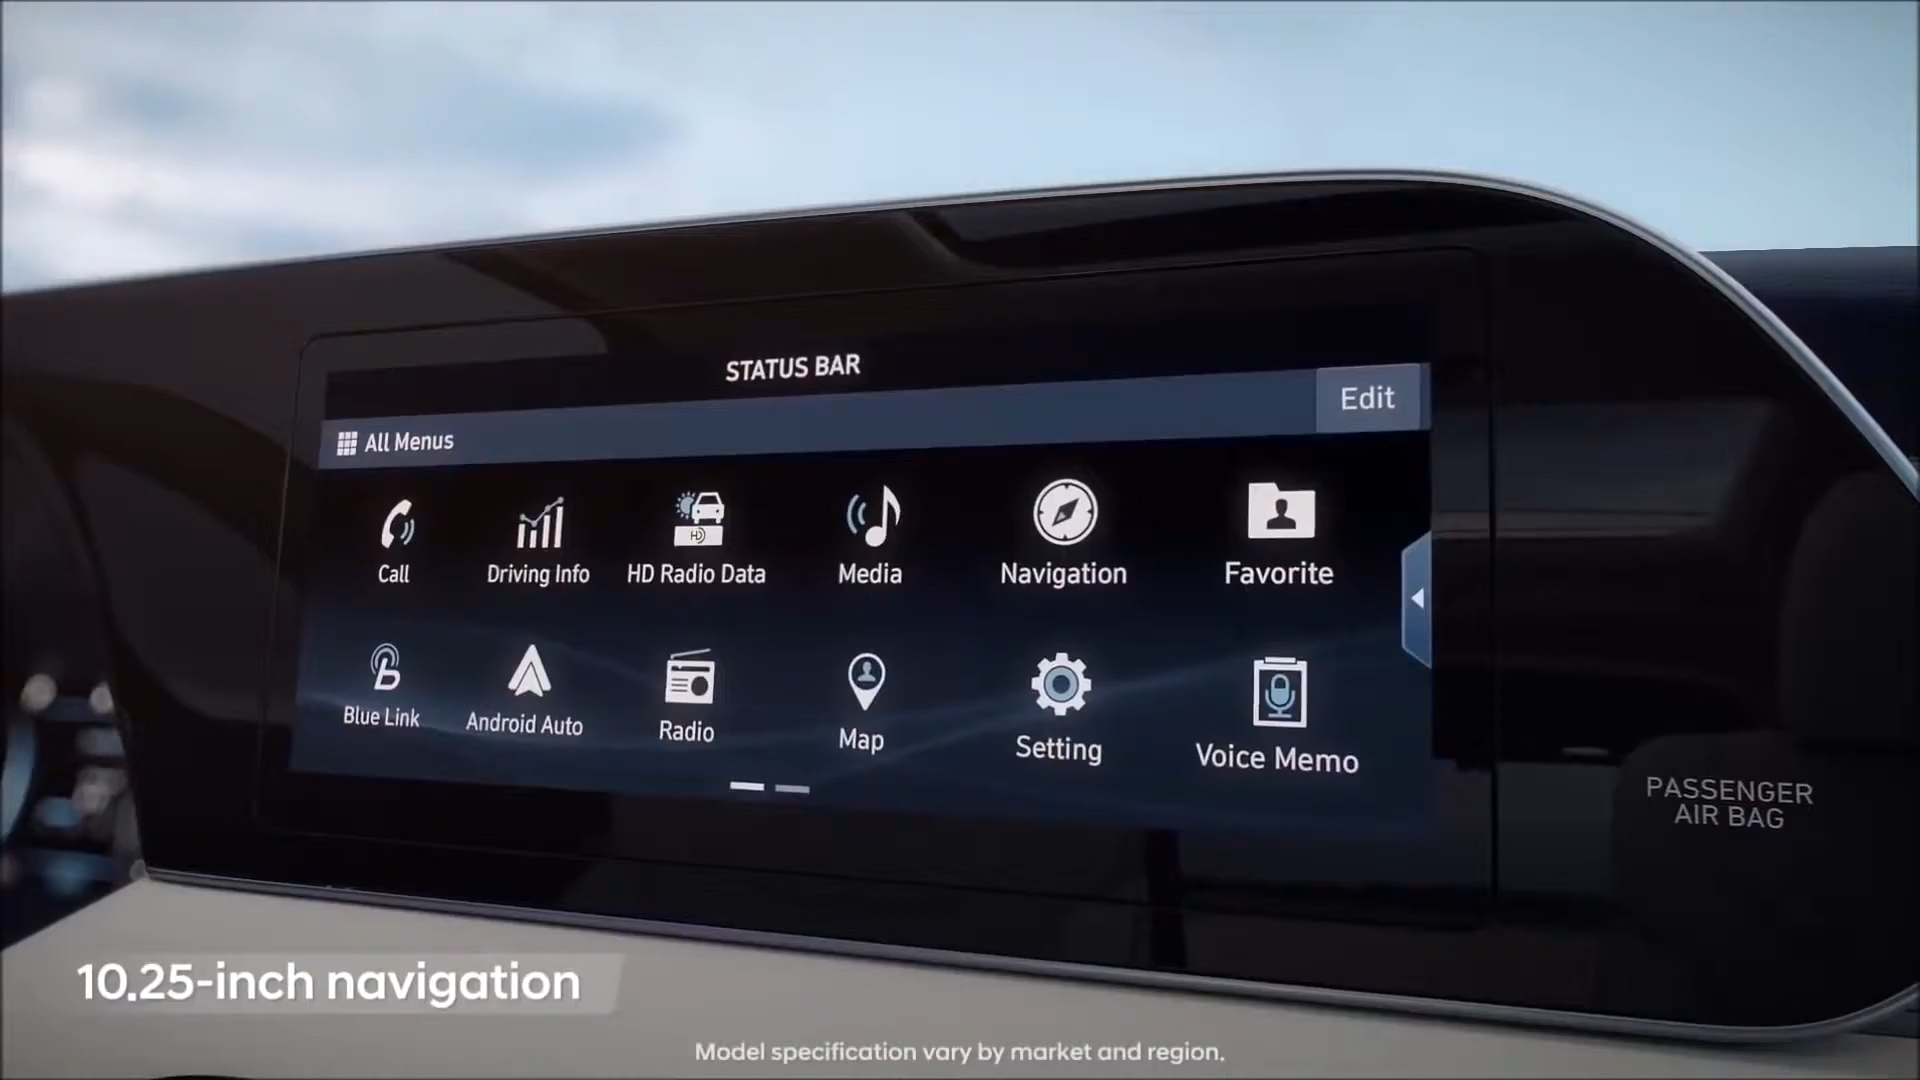 STATUS BAR
Edit
All Menus
Call
Driving Info
HD Radio Data
Media
Navigation
Favorite
Blue Link
Android Auto
Radio
Map
Setting
Voice Memo
PASSENGER
AIR BAG
10.25-inch navigation
Model specification vary by market and region.